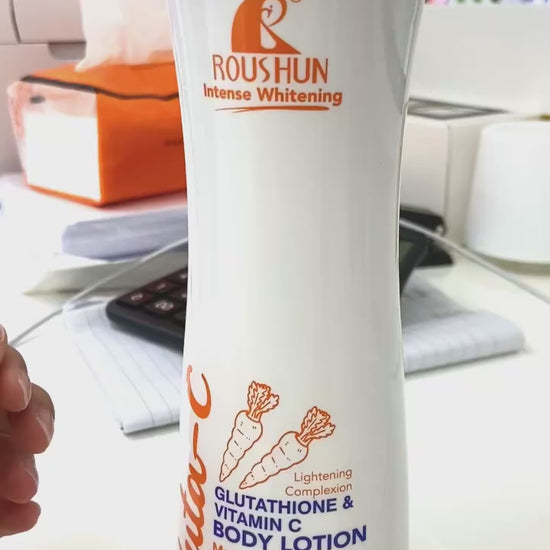 ROUSHUN
Intense Whitening
Lightening
Complexion
GLUTATHIONE &
VITAMIN C
BODY LOTION